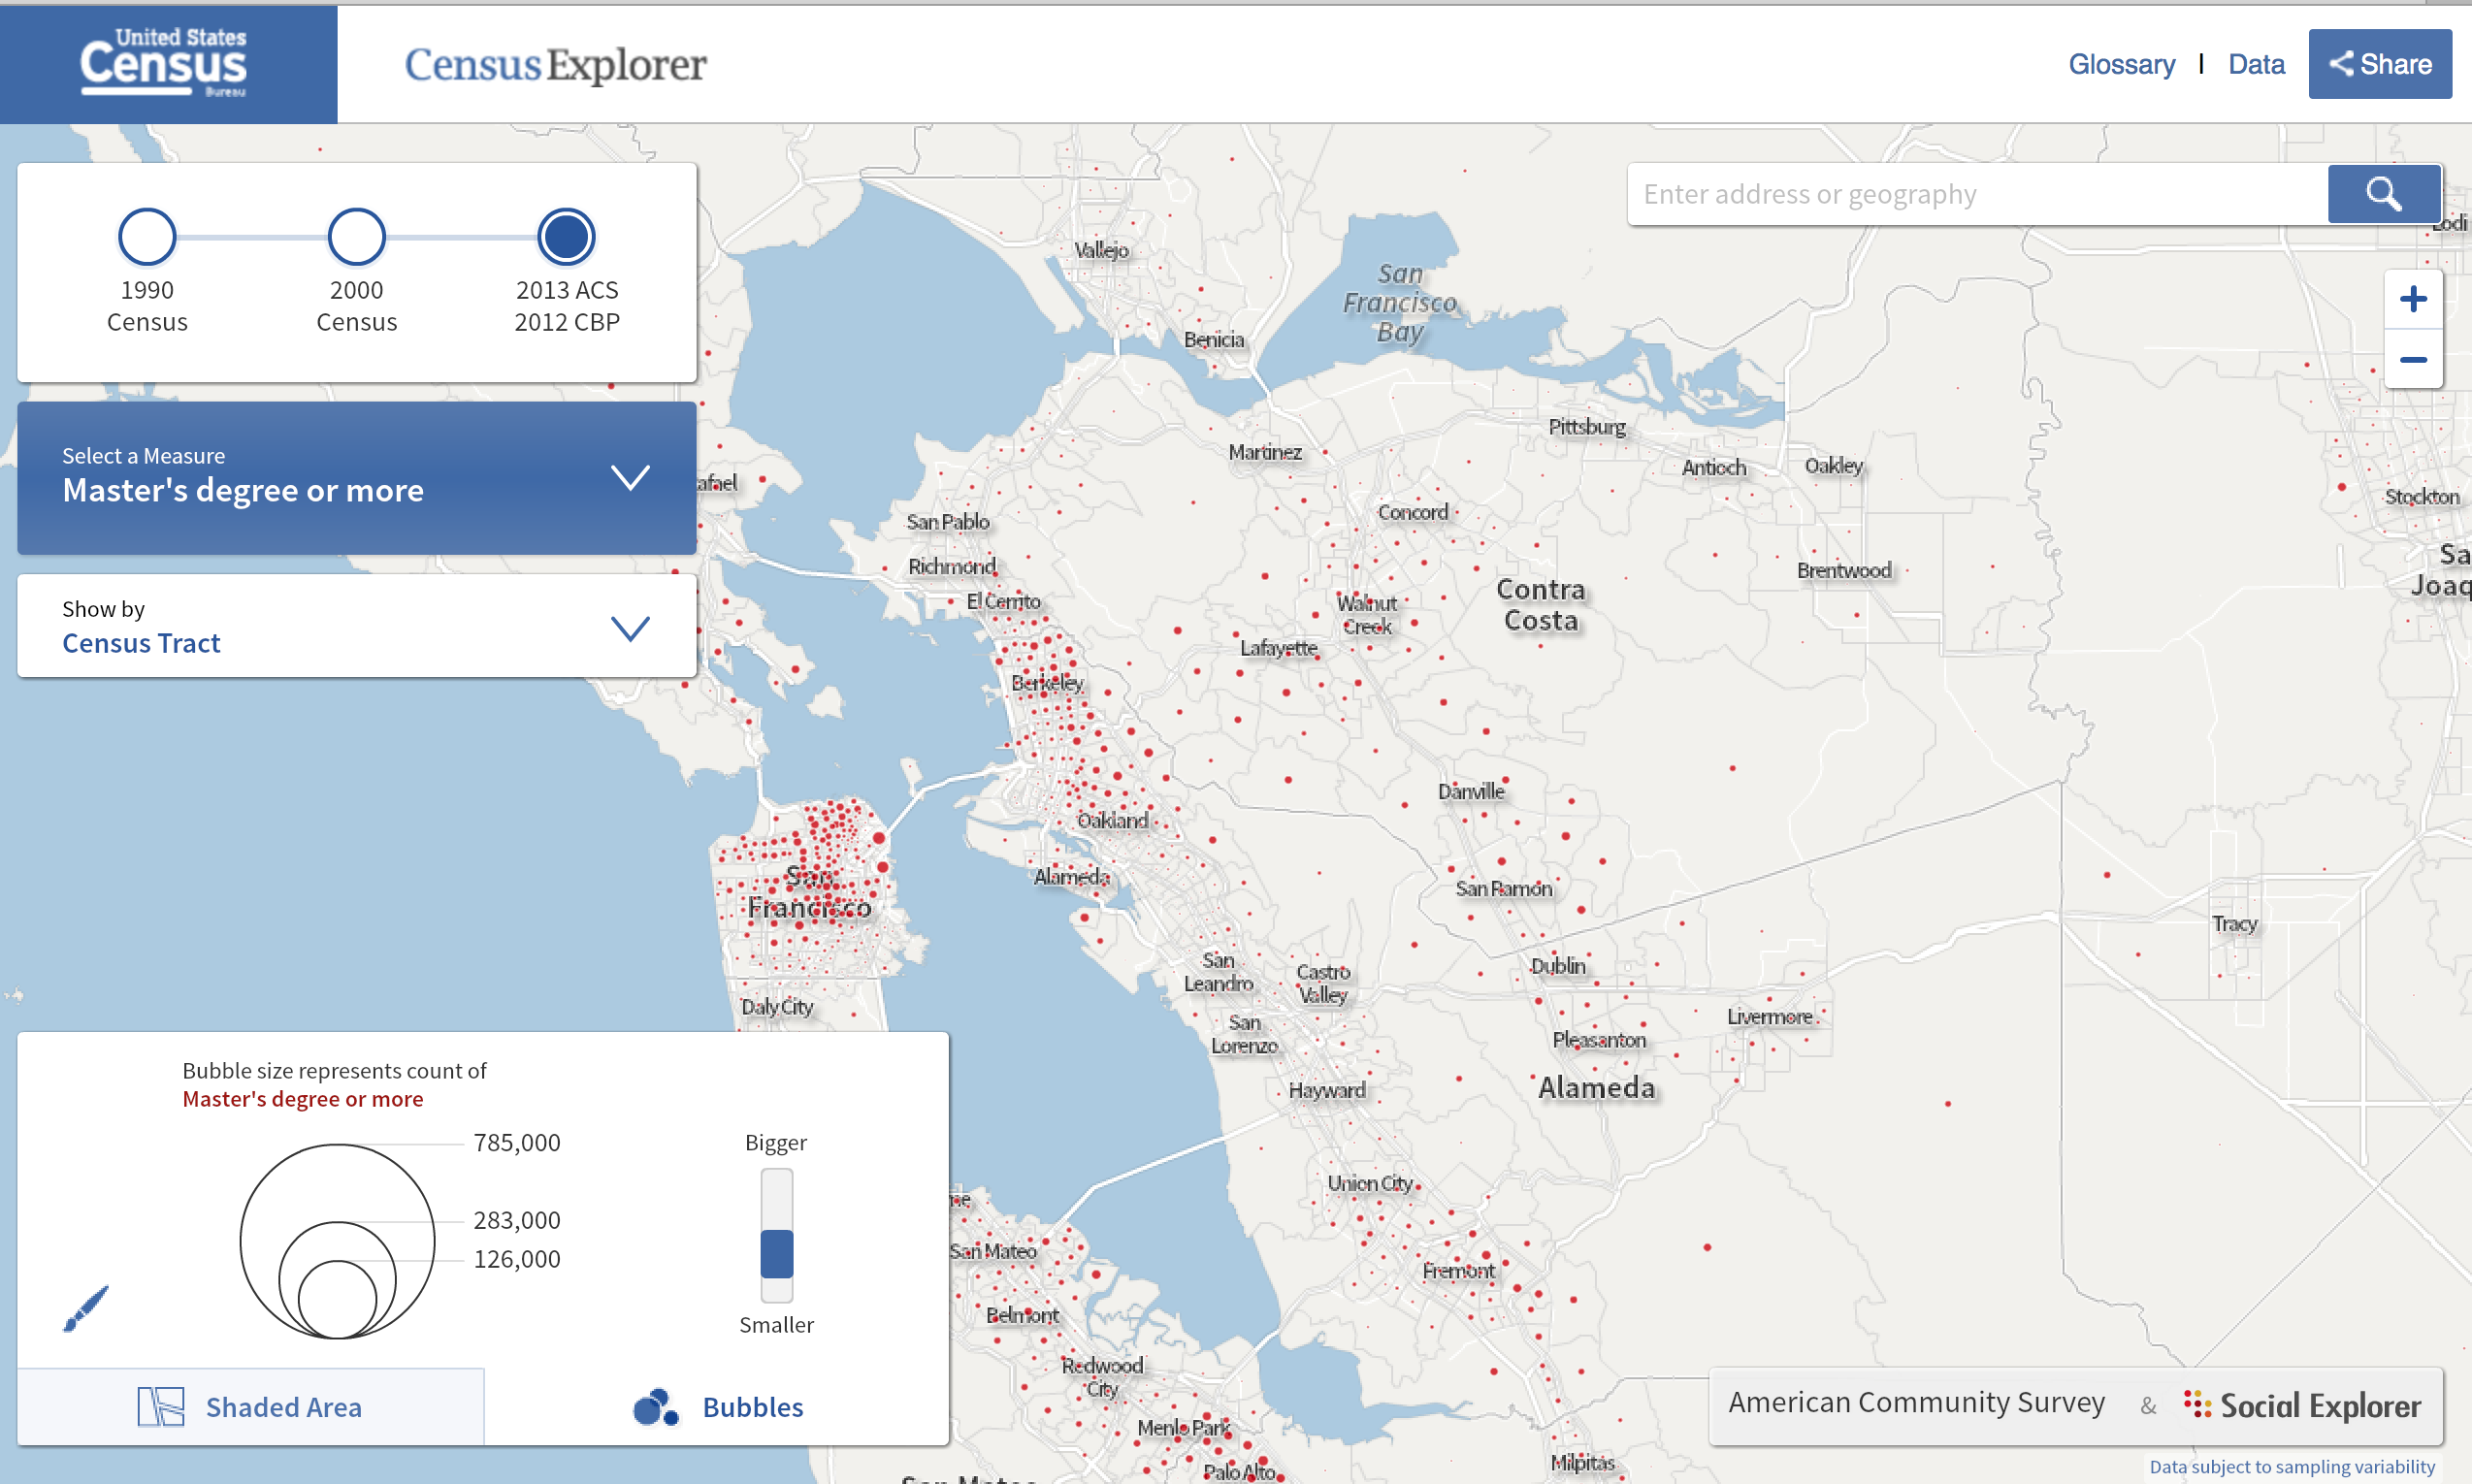 United States
Census
Bureau
Census Explorer
Glossary | Data
Share
Enter address or geography
1990
Census
2000
Census
2013 ACS
2012 CBP
Select a Measure
Master's degree or more
Show by
Census Tract
+
−
Vallejo
San
Francisco
Bay
Benicia
Lodi
Pittsburg
Martinez
Antioch
Oakley
Stockton
afael
San Pablo
Concord
Richmond
Brentwood
Sa
Joaq
El Cerrito
Contra
Costa
Walnut
Creek
Lafayette
Berkeley
Danville
Oakland
San
Francisco
Alameda
San Ramon
Tracy
San
Leandro
Castro
Valley
Dublin
Daly City
San
Lorenzo
Livermore
Pleasanton
Hayward
Alameda
Union City
me
San Mateo
Fremont
Belmont
Redwood
City
Menlo Park
Palo Alto
Milpitas
San Mateo
Bubble size represents count of
Master's degree or more
785,000
283,000
126,000
Bigger
Smaller
Shaded Area
Bubbles
American Community Survey & Social Explorer
Data subject to sampling variability